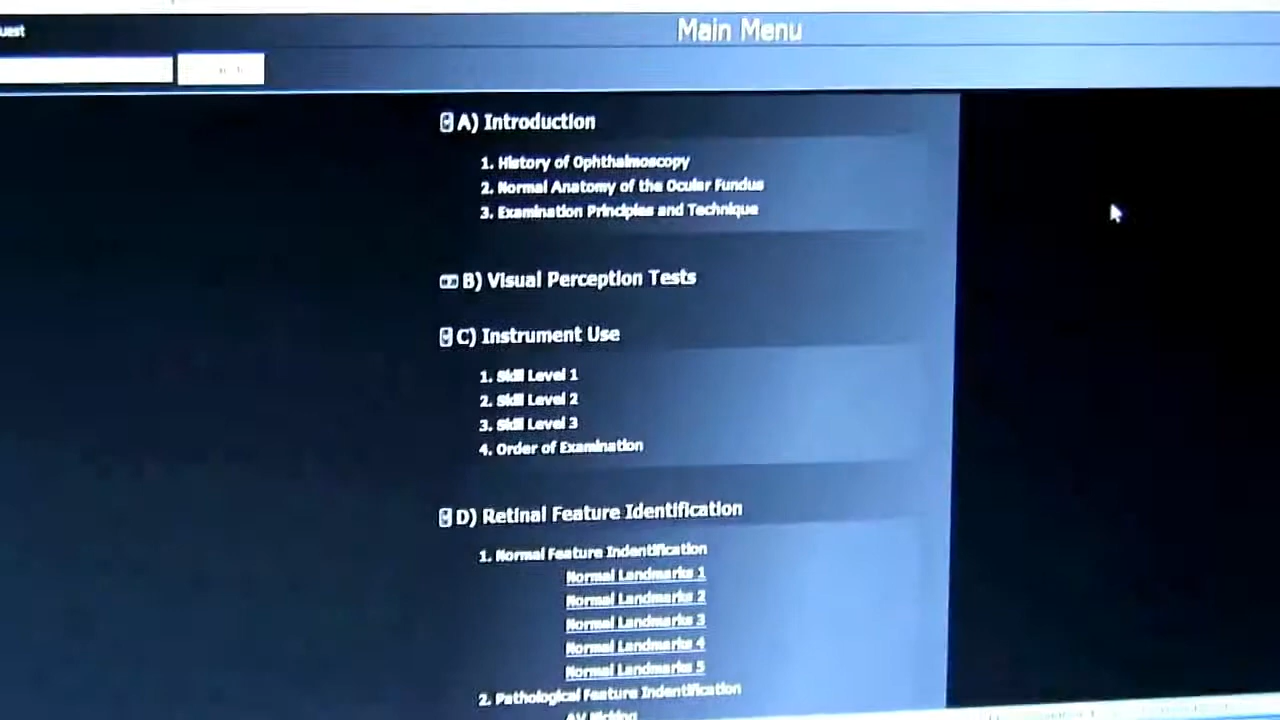 Main Menu
A) Introduction
1. History of Ophthalmoscopy
2. Normal Anatomy of the Ocular Fundus
3. Examination Principles and Technique
B) Visual Perception Tests
C) Instrument Use
1. Skill Level 1
2. Skill Level 2
3. Skill Level 3
4. Order of Examination
D) Retinal Feature Identification
1. Normal Feature Indentification
Normal Landmarks 1
Normal Landmarks 2
Normal Landmarks 3
Normal Landmarks 4
Normal Landmarks 5
2. Pathological Feature Indentification